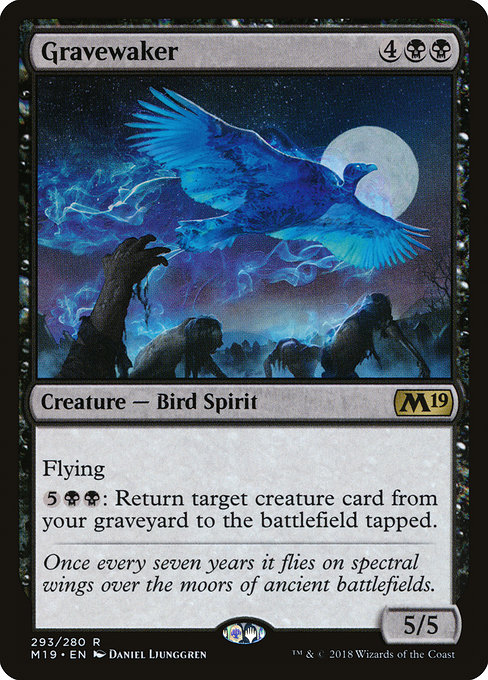 Gravewaker 4
Creature — Bird Spirit M19
Flying
5: Return target creature card from
your graveyard to the battlefield tapped.
Once every seven years it flies on spectral
wings over the moors of ancient battlefields.
5/5
293/280 R
M19 • EN Daniel Ljunggren ™ & © 2018 Wizards of the Coast